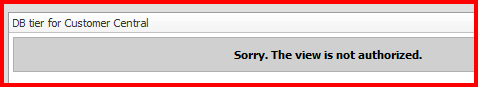 DB tier for Customer Central
Sorry. The view is not authorized.